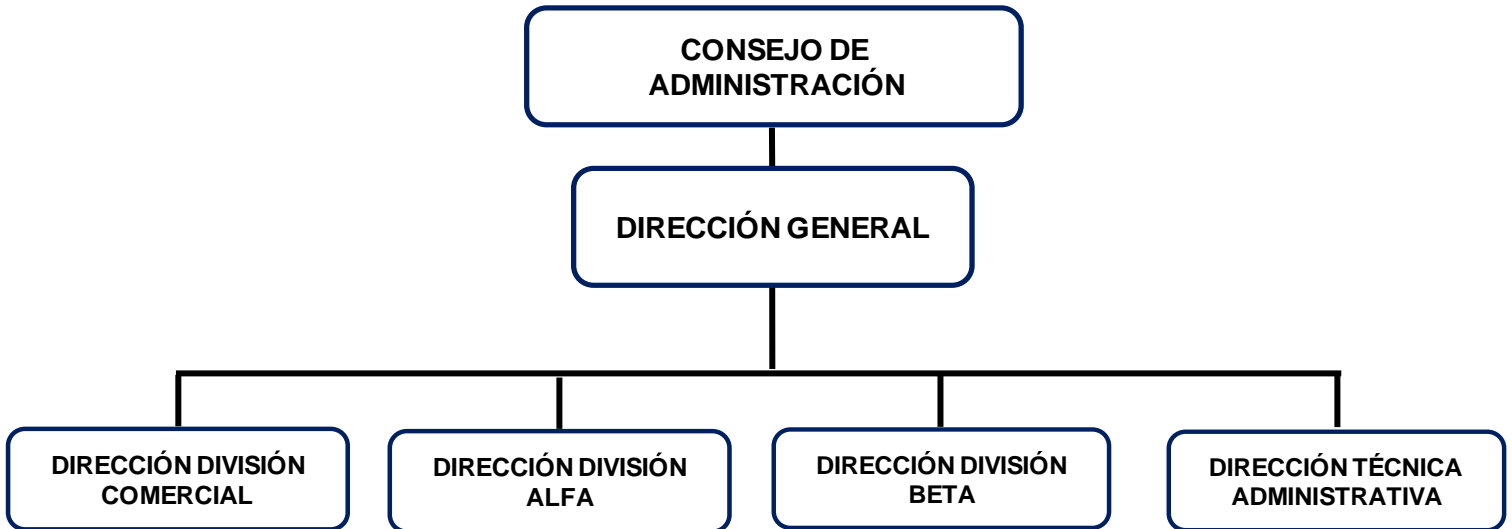 CONSEJO DE
ADMINISTRACIÓN
DIRECCIÓN GENERAL
DIRECCIÓN DIVISIÓN
COMERCIAL
DIRECCIÓN DIVISIÓN
ALFA
DIRECCIÓN DIVISIÓN
BETA
DIRECCIÓN TÉCNICA
ADMINISTRATIVA